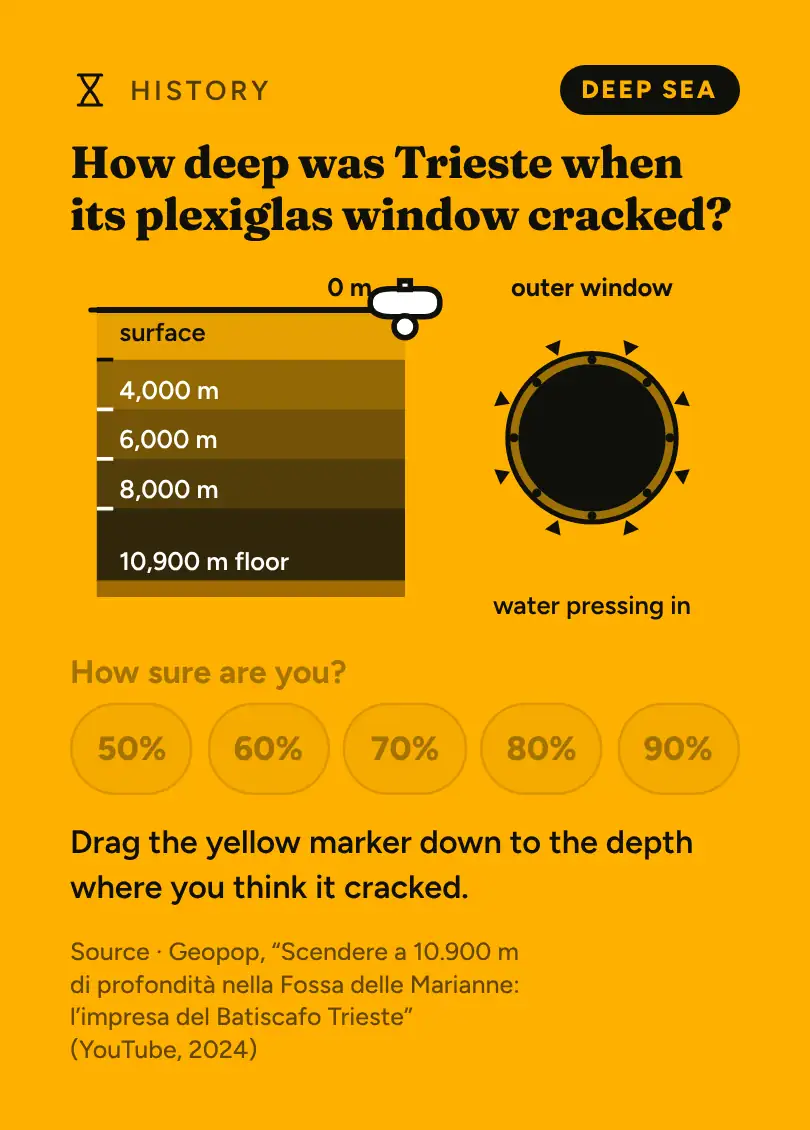 HISTORY
DEEP SEA
How deep was Trieste when
its plexiglas window cracked?
0 m
outer window
surface
4,000 m
6,000 m
8,000 m
10,900 m floor
water pressing in
How sure are you?
50%
60%
70%
80%
90%
Drag the yellow marker down to the depth
where you think it cracked.
Source · Geopop, “Scendere a 10.900 m
di profondità nella Fossa delle Marianne:
l’impresa del Batiscafo Trieste”
(YouTube, 2024)